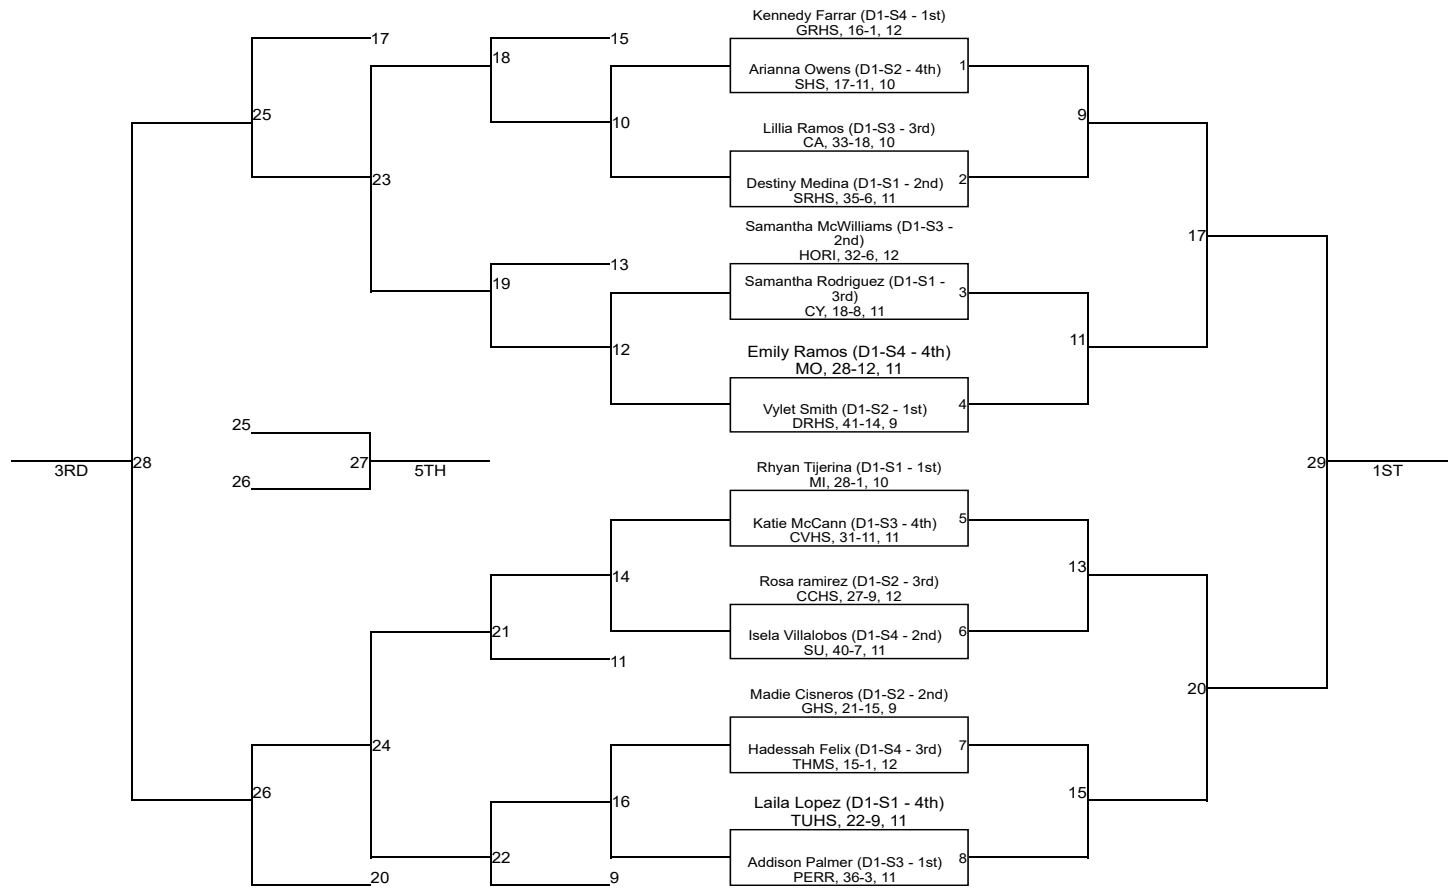 Kennedy Farrar (D1-S4 - 1st)
GRHS, 16-1, 12
17
15
18
Arianna Owens (D1-S2 - 4th)
SHS, 17-11, 10
1
25
10
9
Lillia Ramos (D1-S3 - 3rd)
CA, 33-18, 10
23
Destiny Medina (D1-S1 - 2nd)
SRHS, 35-6, 11
2
Samantha McWilliams (D1-S3 -
2nd)
HORI, 32-6, 12
17
13
19
Samantha Rodriguez (D1-S1 -
3rd)
CY, 18-8, 11
3
12
11
Emily Ramos (D1-S4 - 4th)
MO, 28-12, 11
Vylet Smith (D1-S2 - 1st)
DRHS, 41-14, 9
4
25
3RD
28
27
5TH
29
1ST
26
Rhyan Tijerina (D1-S1 - 1st)
MI, 28-1, 10
Katie McCann (D1-S3 - 4th)
CVHS, 31-11, 11
5
14
13
Rosa ramirez (D1-S2 - 3rd)
CCHS, 27-9, 12
21
Isela Villalobos (D1-S4 - 2nd)
SU, 40-7, 11
6
11
20
Madie Cisneros (D1-S2 - 2nd)
GHS, 21-15, 9
24
Hadessah Felix (D1-S4 - 3rd)
THMS, 15-1, 12
7
26
16
15
Laila Lopez (D1-S1 - 4th)
TUHS, 22-9, 11
22
Addison Palmer (D1-S3 - 1st)
PERR, 36-3, 11
8
20
9